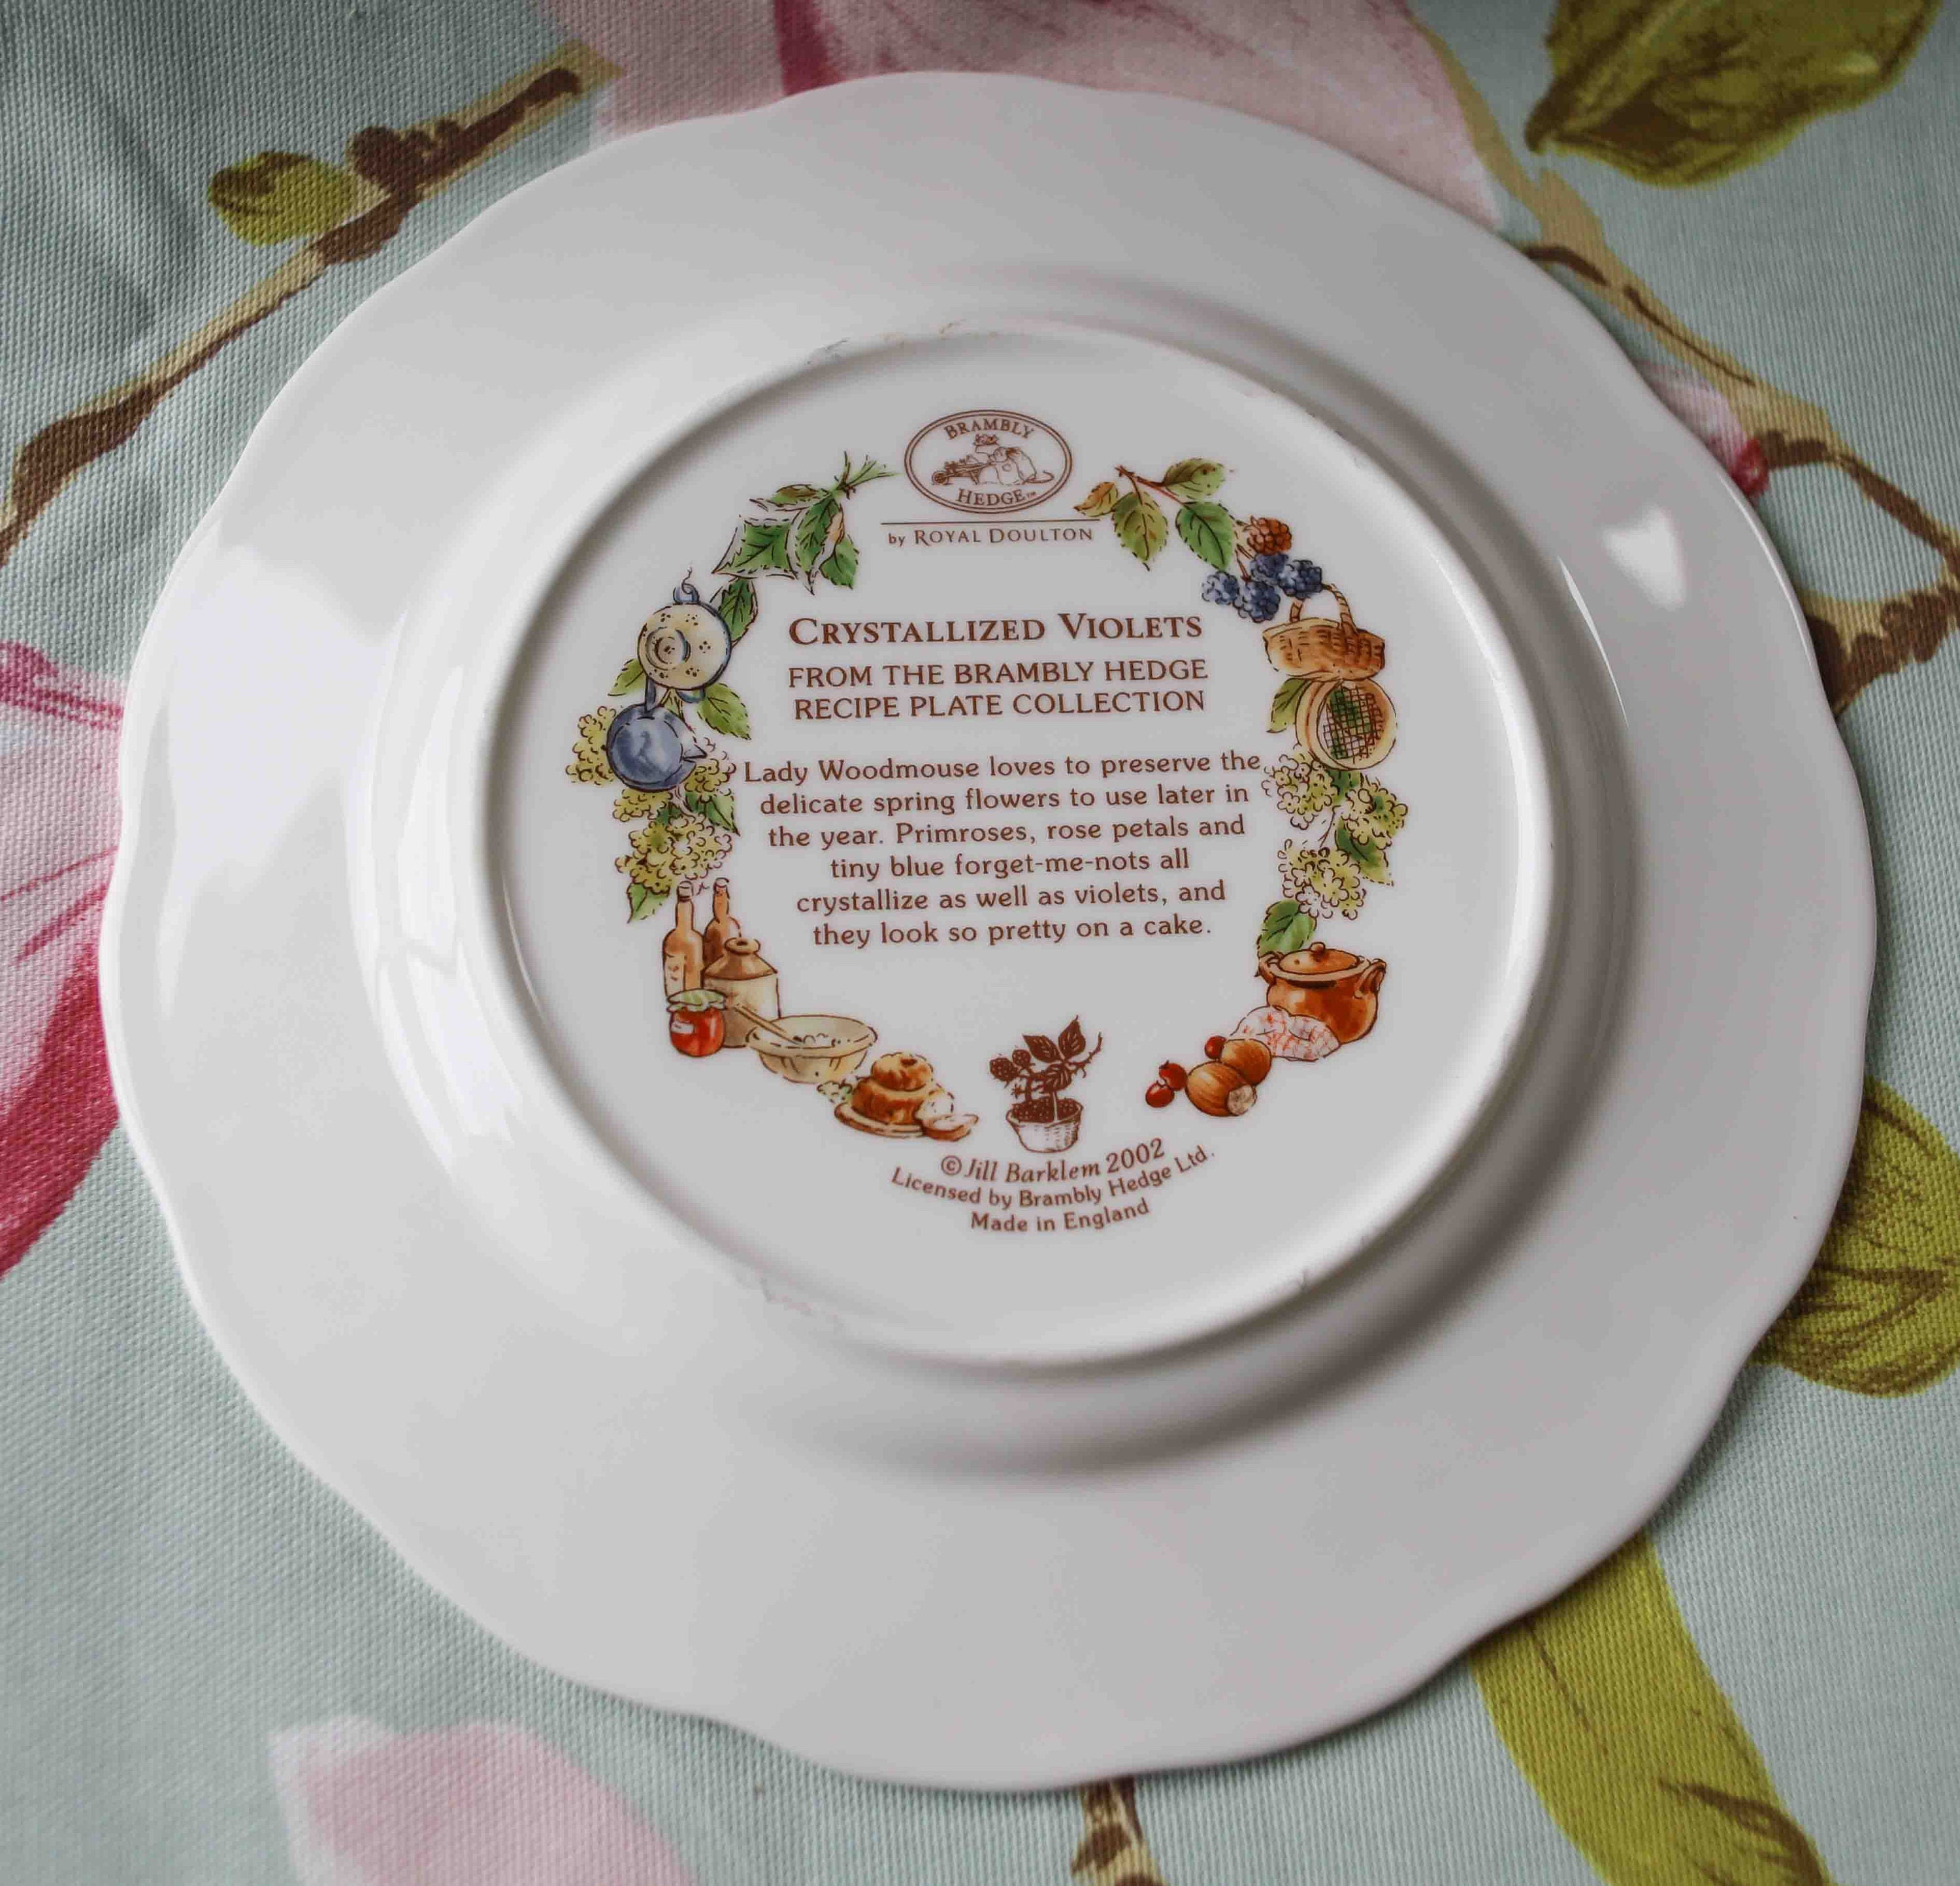 BRAMBLY
HEDGE™
by ROYAL DOULTON
CRYSTALLIZED VIOLETS
FROM THE BRAMBLY HEDGE
RECIPE PLATE COLLECTION
Lady Woodmouse loves to preserve the
delicate spring flowers to use later in
the year. Primroses, rose petals and
tiny blue forget-me-nots all
crystallize as well as violets, and
they look so pretty on a cake.
© Jill Barklem 2002
Licensed by Brambly Hedge Ltd.
Made in England